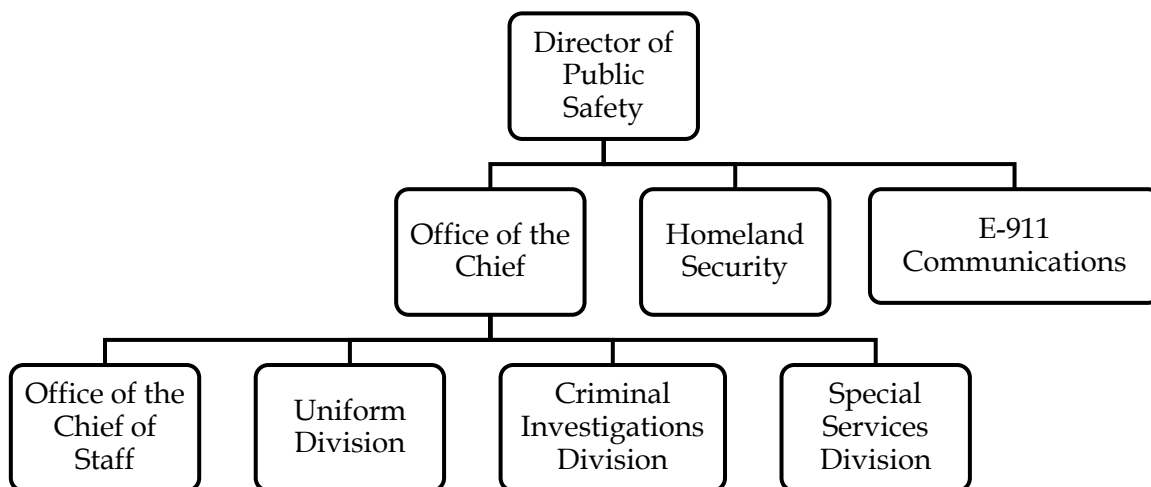 Director of
Public
Safety
Office of the
Chief
Homeland
Security
E-911
Communications
Office of the
Chief of
Staff
Uniform
Division
Criminal
Investigations
Division
Special
Services
Division